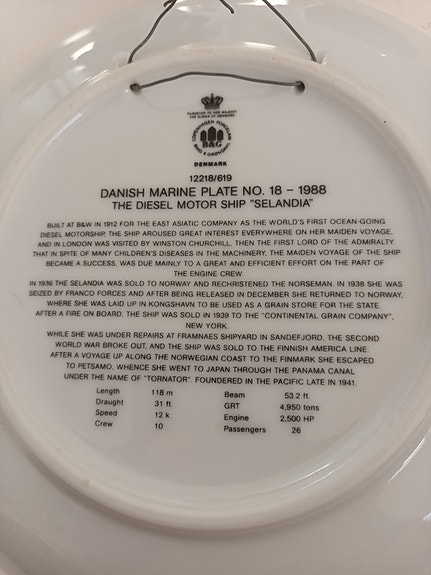 PURVEYOR TO HER MAJESTY
THE QUEEN OF DENMARK
COPENHAGEN PORCELAIN
B&G
BING & GRØNDAHL
DENMARK
12218/619
DANISH MARINE PLATE NO. 18 – 1988
THE DIESEL MOTOR SHIP "SELANDIA"
BUILT AT B&W IN 1912 FOR THE EAST ASIATIC COMPANY AS THE WORLD'S FIRST OCEAN-GOING
DIESEL MOTORSHIP, THE SHIP AROUSED GREAT INTEREST EVERYWHERE ON HER MAIDEN VOYAGE,
AND IN LONDON WAS VISITED BY WINSTON CHURCHILL, THEN THE FIRST LORD OF THE ADMIRALTY
THAT IN SPITE OF MANY CHILDREN'S DISEASES IN THE MACHINERY, THE MAIDEN VOYAGE OF THE SHIP
BECAME A SUCCESS, WAS DUE MAINLY TO A GREAT AND EFFICIENT EFFORT ON THE PART OF
THE ENGINE CREW.
IN 1936 THE SELANDIA WAS SOLD TO NORWAY AND RECHRISTENED THE NORSEMAN. IN 1938 SHE WAS
SEIZED BY FRANCO FORCES AND AFTER BEING RELEASED IN DECEMBER SHE RETURNED TO NORWAY,
WHERE SHE WAS LAID UP IN KONGSHAVN TO BE USED AS A GRAIN STORE FOR THE STATE.
AFTER A FIRE ON BOARD, THE SHIP WAS SOLD IN 1939 TO THE "CONTINENTAL GRAIN COMPANY",
NEW YORK.
WHILE SHE WAS UNDER REPAIRS AT FRAMNAES SHIPYARD IN SANDEFJORD, THE SECOND
WORLD WAR BROKE OUT, AND THE SHIP WAS SOLD TO THE FINNISH AMERICA LINE.
AFTER A VOYAGE UP ALONG THE NORWEGIAN COAST TO THE FINMARK SHE ESCAPED
TO PETSAMO, WHENCE SHE WENT TO JAPAN THROUGH THE PANAMA CANAL
UNDER THE NAME OF "TORNATOR". FOUNDERED IN THE PACIFIC LATE IN 1941.
Length 118 m Beam 53.2 ft.
Draught 31 ft. GRT 4,950 tons
Speed 12 k Engine 2,500 HP
Crew 10 Passengers 26